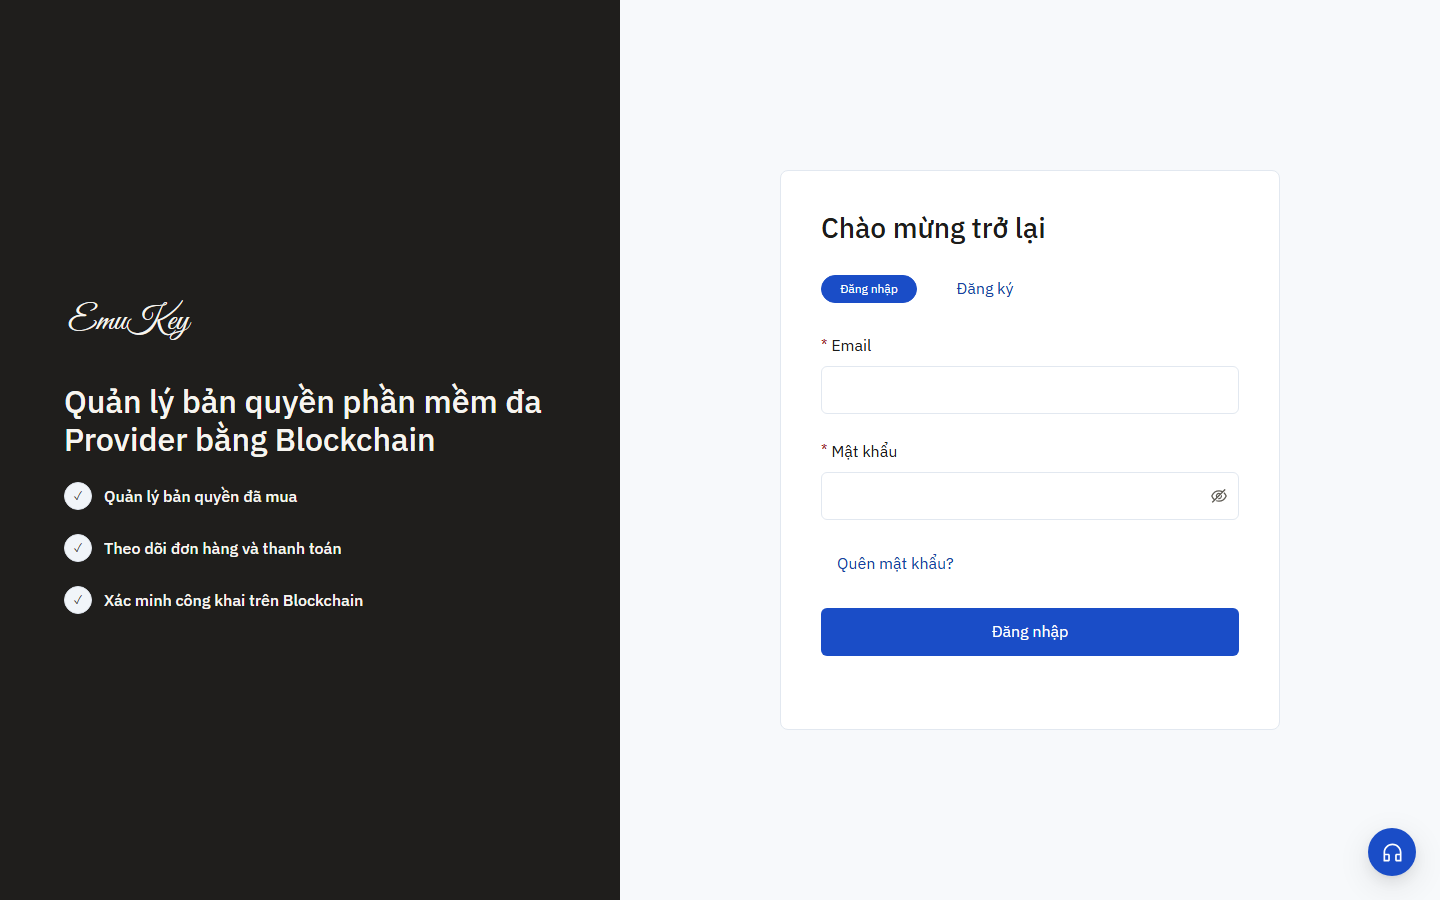 EmuKey
Quản lý bản quyền phần mềm đa
Provider bằng Blockchain
✓ Quản lý bản quyền đã mua
✓ Theo dõi đơn hàng và thanh toán
✓ Xác minh công khai trên Blockchain
Chào mừng trở lại
Đăng nhập Đăng ký
* Email
* Mật khẩu
Quên mật khẩu?
Đăng nhập